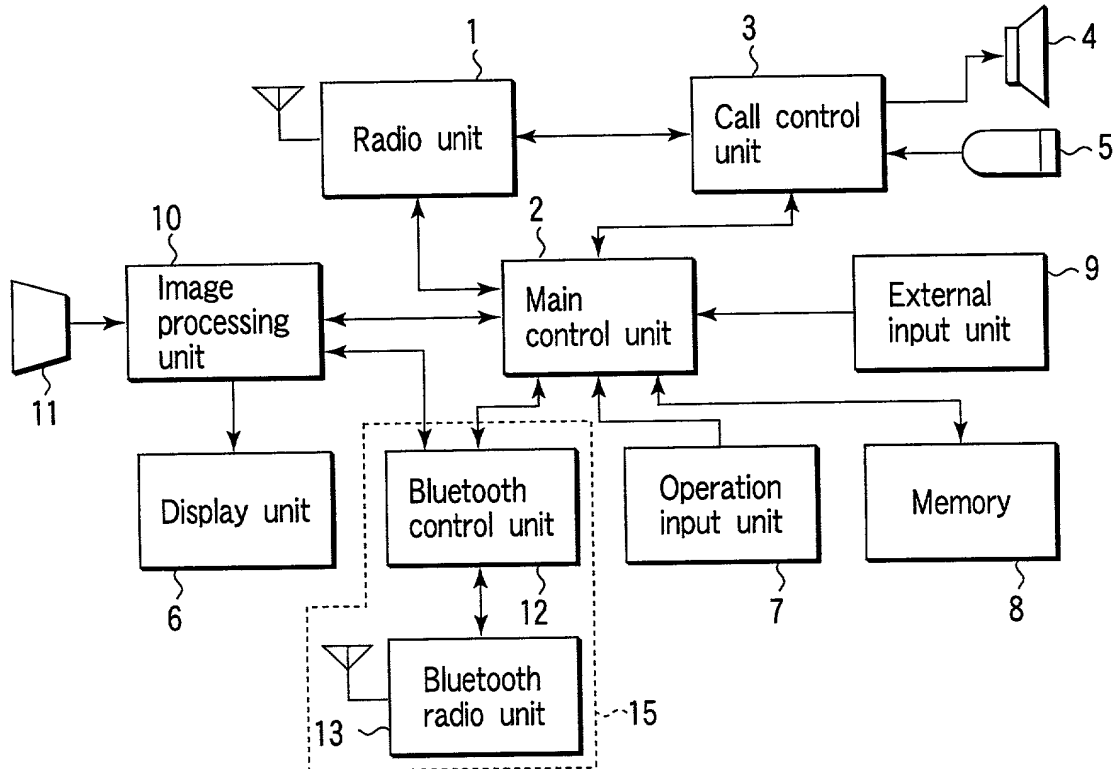 1
3
4
Radio unit
Call control
unit
5
10
2
9
Image
processing
unit
Main
control unit
External
input unit
11
Display unit
Bluetooth
control unit
Operation
input unit
Memory
6
12
7
8
Bluetooth
radio unit
13
15